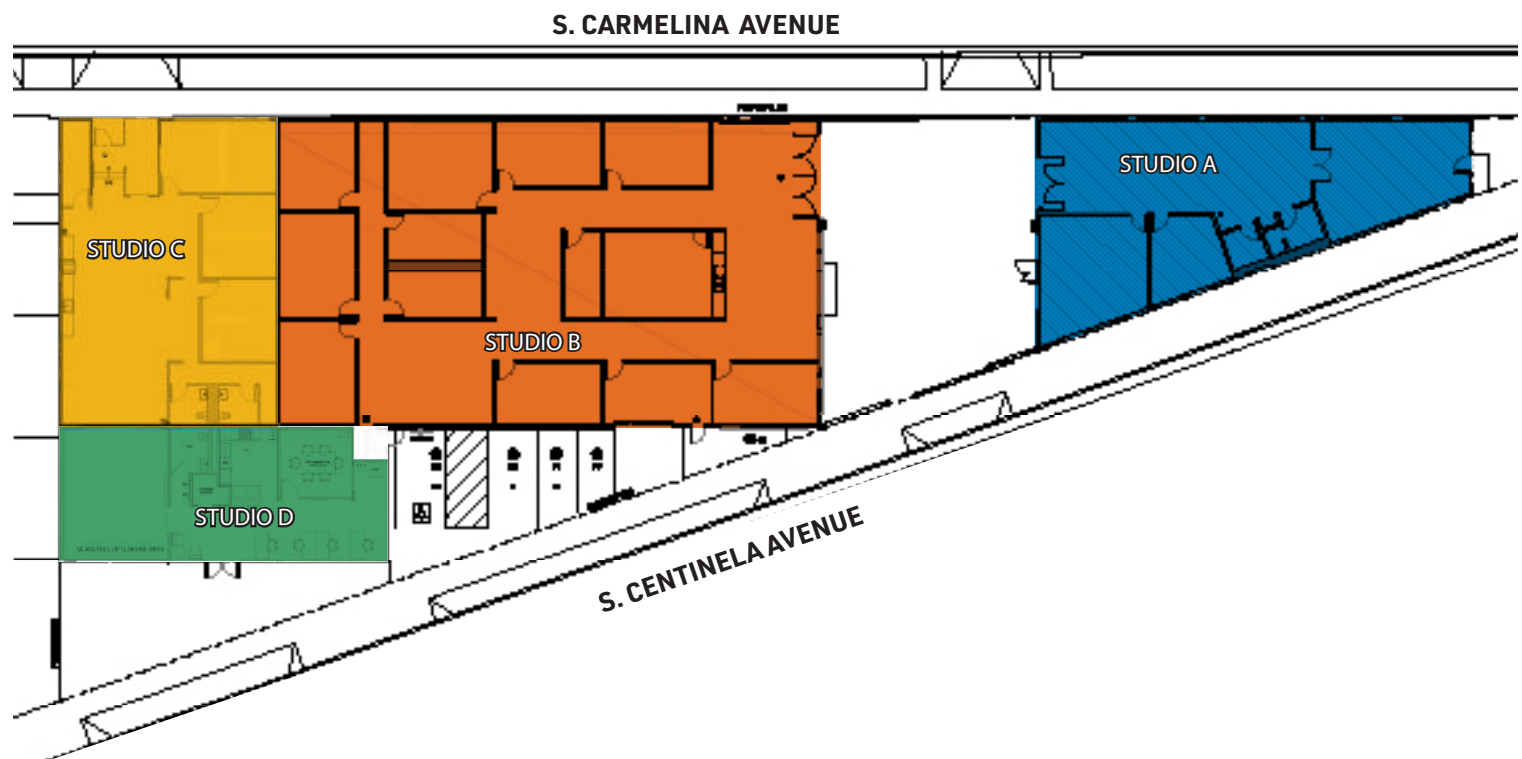 S. CARMELINA AVENUE
STUDIO A
STUDIO C
STUDIO B
STUDIO D
S. CENTINELA AVENUE